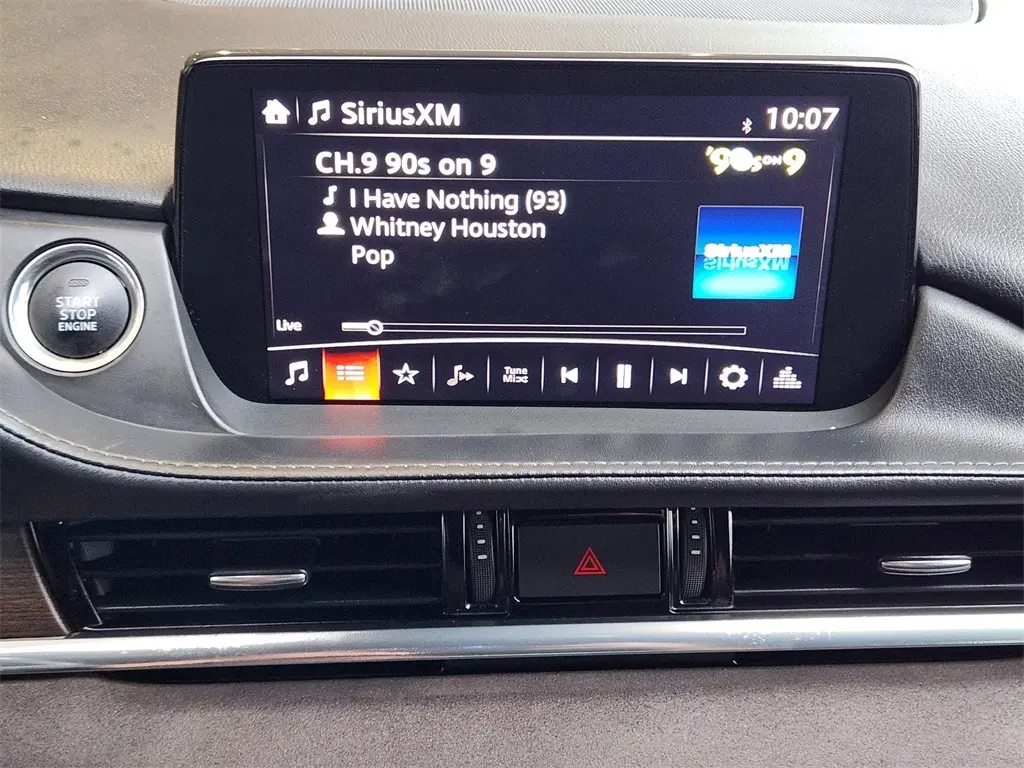 SiriusXM
10:07
CH.9 90s on 9
'90s ON 9
I Have Nothing (93)
Whitney Houston
Pop
SiriusXM
Live
Tune
Mix
START
STOP
ENGINE